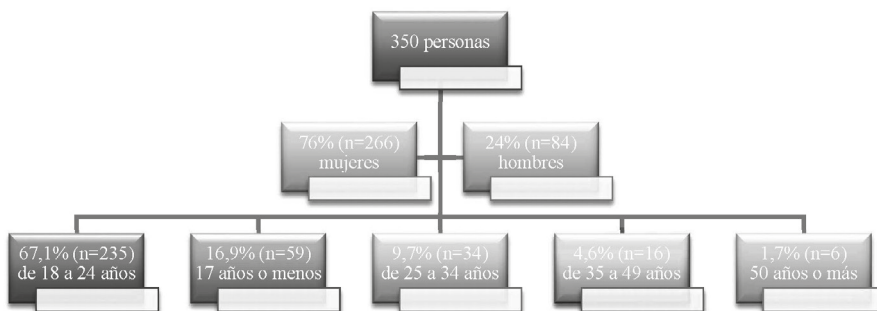 350 personas
76% (n=266)
mujeres
24% (n=84)
hombres
67,1% (n=235)
de 18 a 24 años
16,9% (n=59)
17 años o menos
9,7% (n=34)
de 25 a 34 años
4,6% (n=16)
de 35 a 49 años
1,7% (n=6)
50 años o más